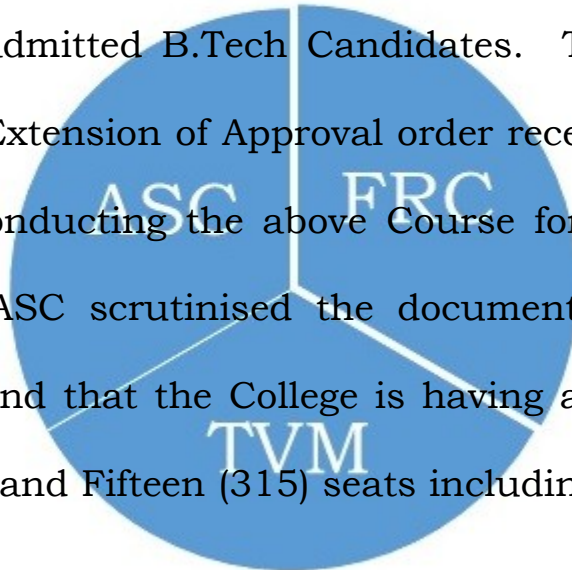 dmitted B.Tech Candidates. T
Extension of Approval order rece
onducting the above Course for
ASC FRC
ASC scrutinised the document
nd that the College is having a
TVM
and Fifteen (315) seats includin